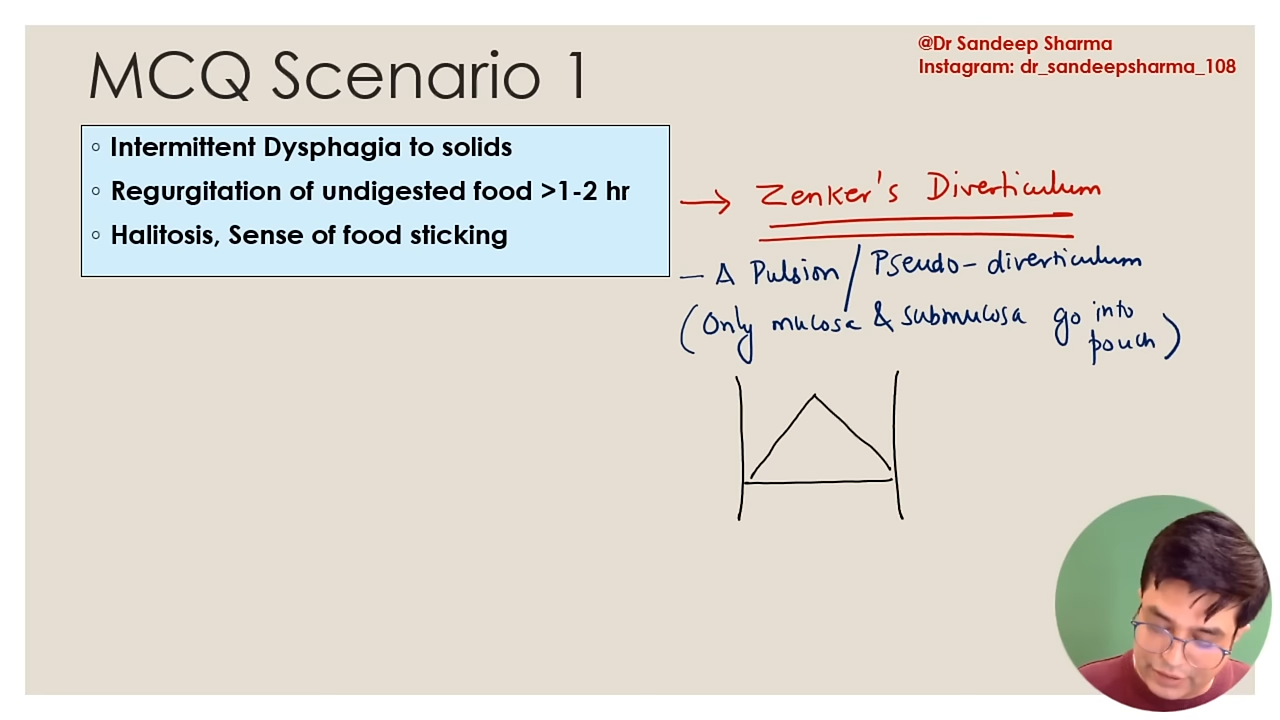 MCQ Scenario 1
@Dr Sandeep Sharma
Instagram: dr_sandeepsharma_108
◦ Intermittent Dysphagia to solids
◦ Regurgitation of undigested food >1-2 hr
◦ Halitosis, Sense of food sticking
→ Zenker's Diverticulum
- A Pulsion / Pseudo-diverticulum
(Only mucosa & submucosa go into pouch)